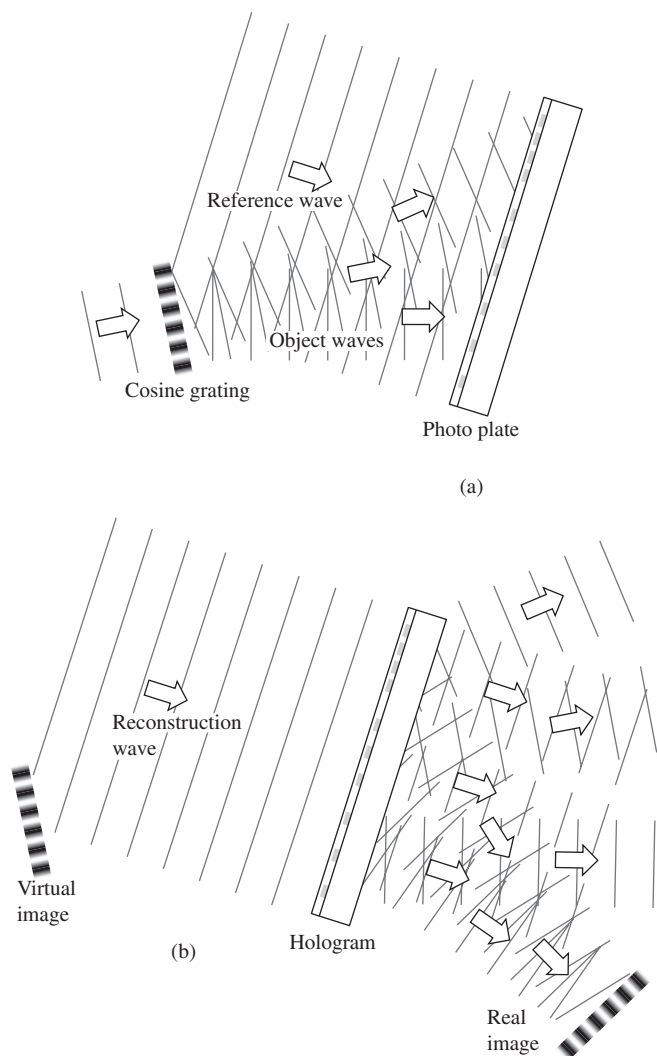 Reference wave
Object waves
Cosine grating
Photo plate
(a)
Reconstruction
wave
Virtual
image
Hologram
(b)
Real
image